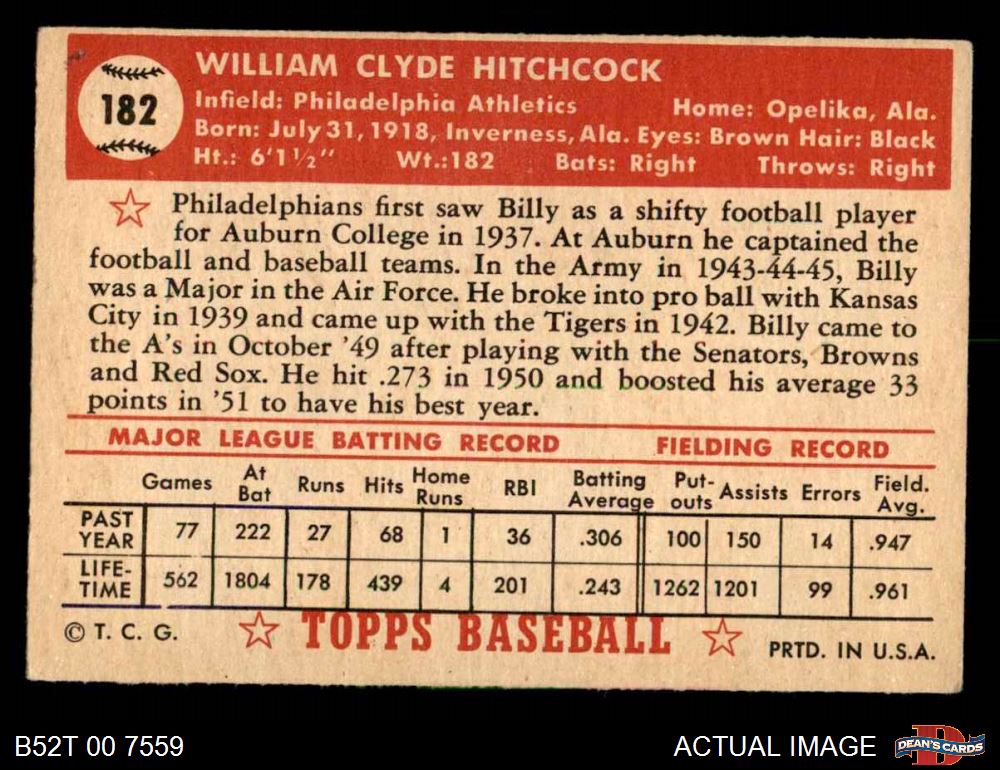 182
WILLIAM CLYDE HITCHCOCK
Infield: Philadelphia Athletics Home: Opelika, Ala.
Born: July 31, 1918, Inverness, Ala. Eyes: Brown Hair: Black
Ht.: 6'1½" Wt.: 182 Bats: Right Throws: Right
Philadelphians first saw Billy as a shifty football player
for Auburn College in 1937. At Auburn he captained the
football and baseball teams. In the Army in 1943-44-45, Billy
was a Major in the Air Force. He broke into pro ball with Kansas
City in 1939 and came up with the Tigers in 1942. Billy came to
the A's in October '49 after playing with the Senators, Browns
and Red Sox. He hit .273 in 1950 and boosted his average 33
points in '51 to have his best year.
MAJOR LEAGUE BATTING RECORD FIELDING RECORD
Games At Bat Runs Hits Home Runs RBI Batting Average Put-outs Assists Errors Field. Avg.
PAST YEAR 77 222 27 68 1 36 .306 100 150 14 .947
LIFE-TIME 562 1804 178 439 4 201 .243 1262 1201 99 .961
© T. C. G. TOPPS BASEBALL PRTD. IN U.S.A.
B52T 00 7559 ACTUAL IMAGE DEAN'S CARDS